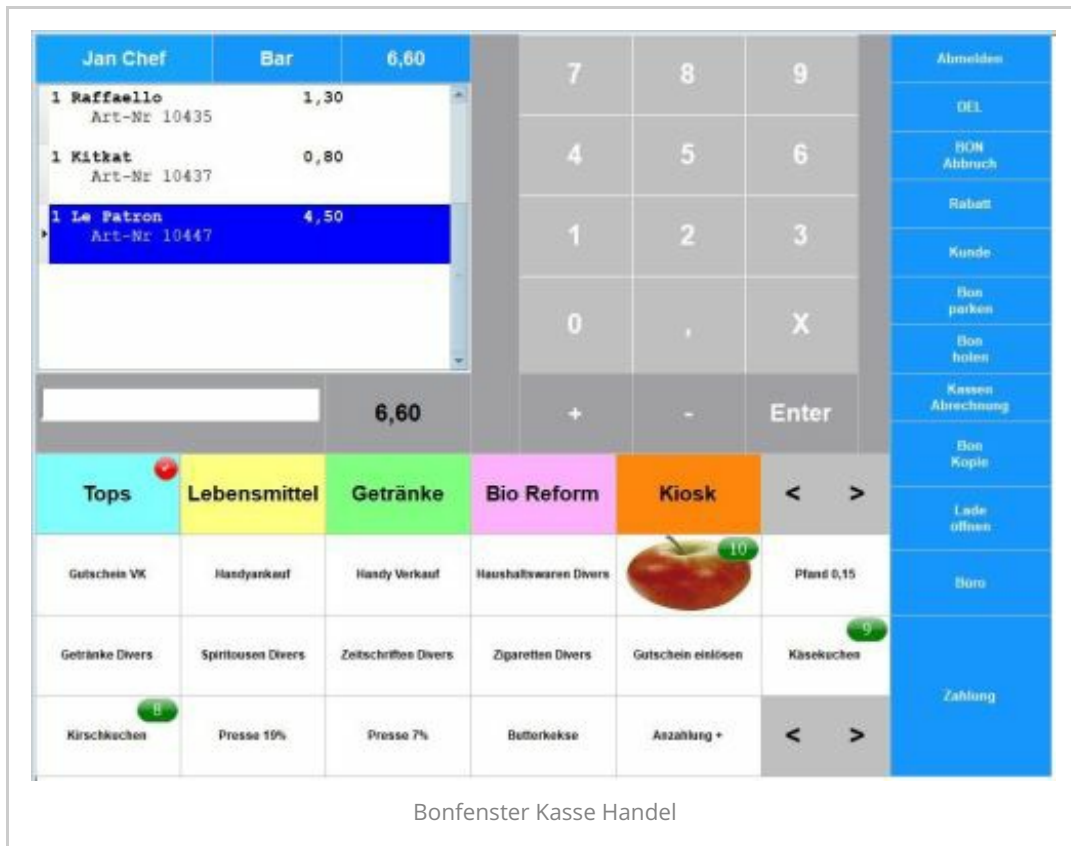 Jan Chef Bar 6,60
1 Raffaello 1,30
Art-Nr 10435
1 Kitkat 0,80
Art-Nr 10437
1 Le Patron 4,50
Art-Nr 10447
6,60
7 8 9
4 5 6
1 2 3
0 , X
+ - Enter
Abmelden
DEL
BON
Abbruch
Rabatt
Kunde
Bon
parken
Bon
holen
Kassen
Abrechnung
Bon
Kopie
Lade
öffnen
Büro
Zahlung
Tops Lebensmittel Getränke Bio Reform Kiosk < >
Gutschein VK Handyankauf Handy Verkauf Haushaltswaren Divers 10 Pfand 0,15
Getränke Divers Spiritousen Divers Zeitschriften Divers Zigaretten Divers Gutschein einlösen Käsekuchen 9
Kirschkuchen 8 Presse 19% Presse 7% Butterkekse Anzahlung + < >
Bonfenster Kasse Handel